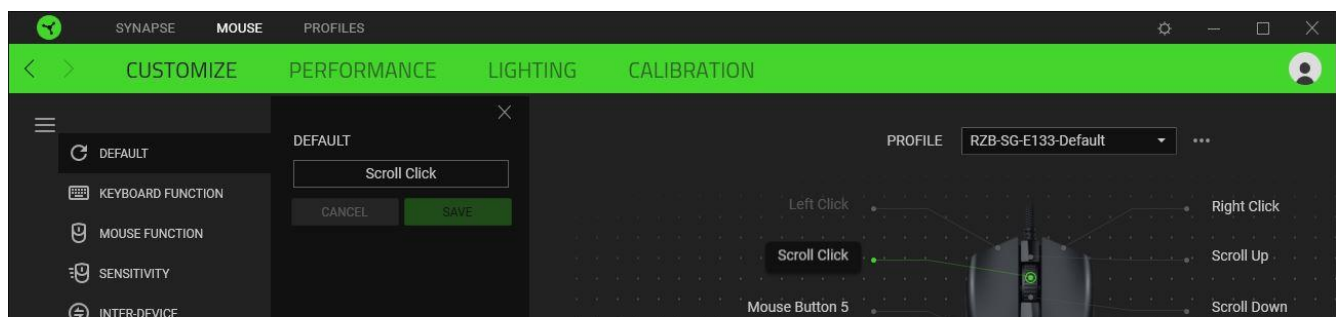 SYNAPSE MOUSE PROFILES
CUSTOMIZE PERFORMANCE LIGHTING CALIBRATION
DEFAULT
KEYBOARD FUNCTION
MOUSE FUNCTION
SENSITIVITY
INTER-DEVICE
DEFAULT
Scroll Click
CANCEL SAVE
PROFILE RZB-SG-E133-Default
Left Click Right Click
Scroll Click Scroll Up
Mouse Button 5 Scroll Down